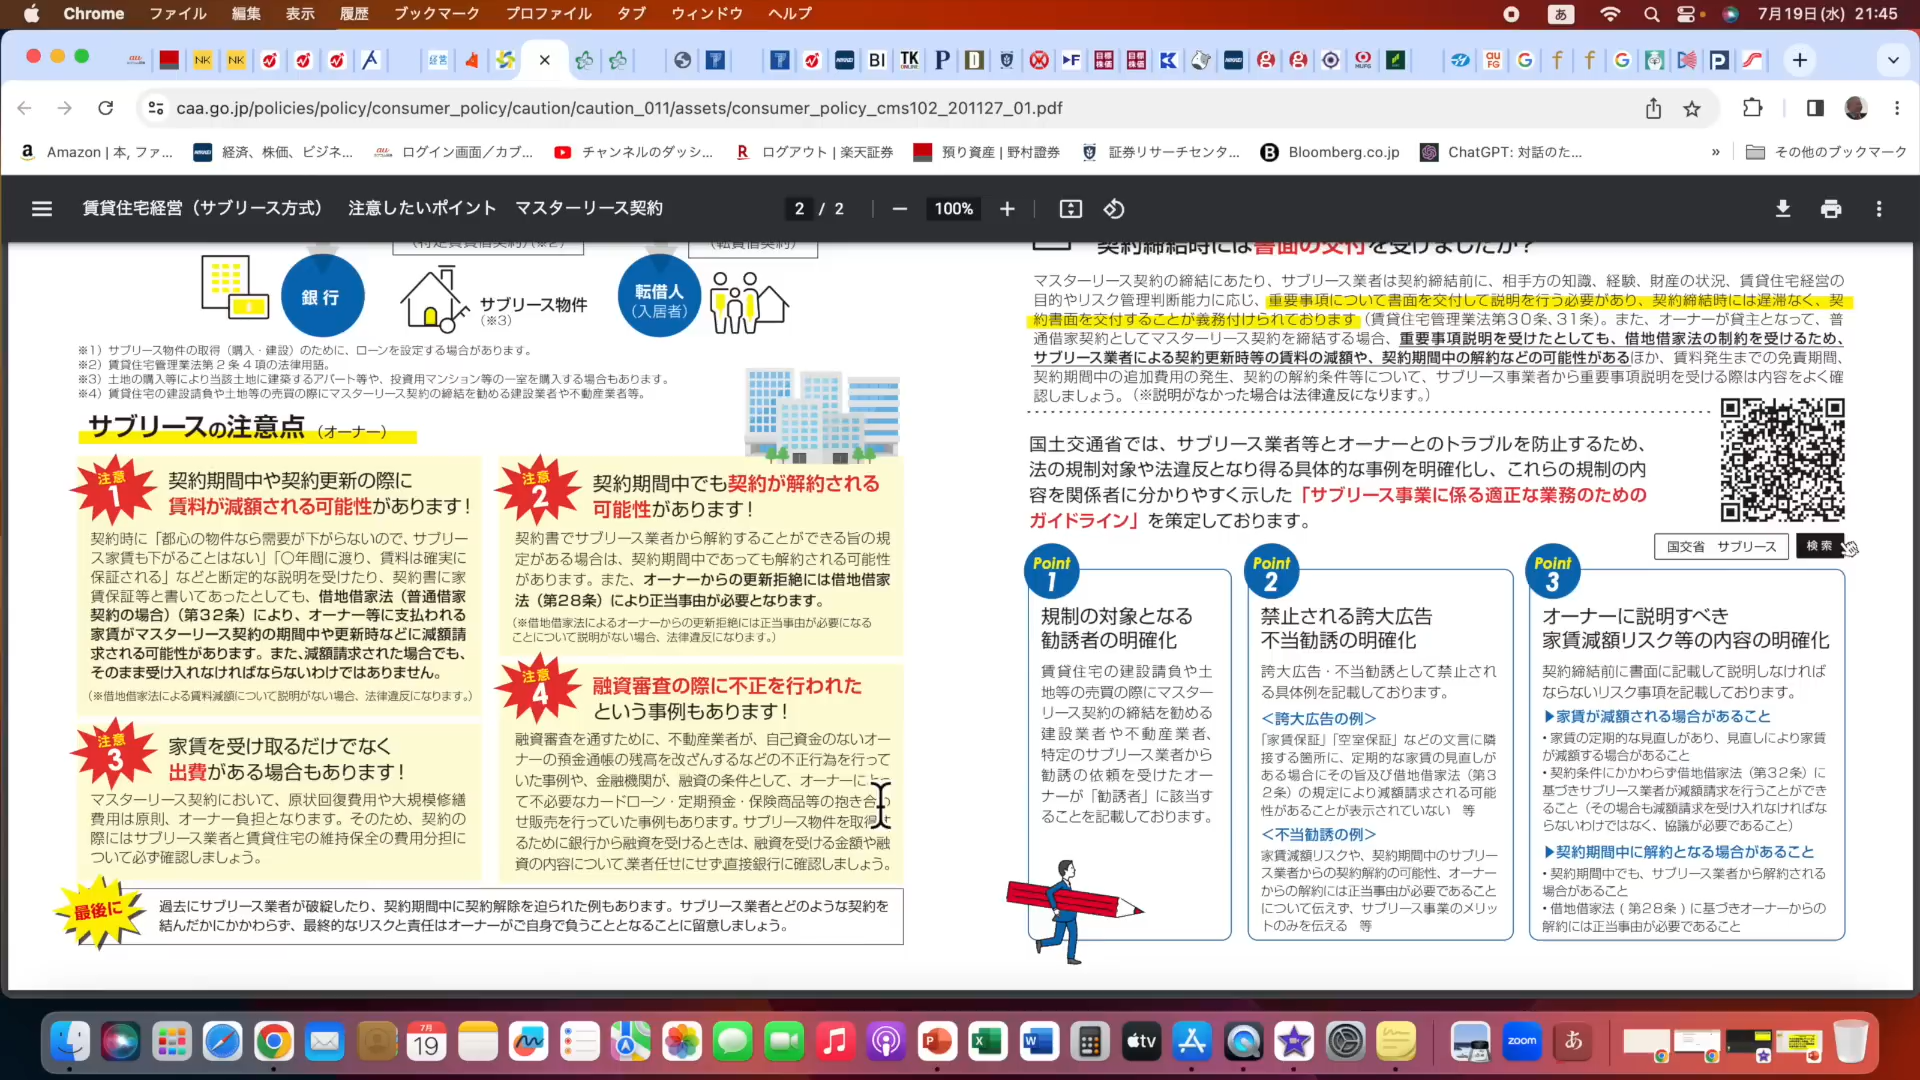 Chrome ファイル 編集 表示 履歴 ブックマーク プロファイル タブ ウィンドウ ヘルプ
あ
7月19日(水) 21:45
NK NK 経営 BI TK ONLINE P D F 目標株価 目標株価 K HUFG au FG G f f G P
caa.go.jp/policies/policy/consumer_policy/caution/caution_011/assets/consumer_policy_cms102_201127_01.pdf
Amazon | 本, ファ... 経済、株価、ビジネ... ログイン画面／カブ... チャンネルのダッシ... ログアウト | 楽天証券 預り資産 | 野村證券 証券リサーチセンタ... Bloomberg.co.jp ChatGPT: 対話のた... » その他のブックマーク
賃貸住宅経営（サブリース方式） 注意したいポイント マスターリース契約
2 / 2
100%
（特定賃貸借契約）（※2）
（転貸借契約）
銀行
サブリース物件
（※3）
転借人
（入居者）
※1）サブリース物件の取得（購入・建設）のために、ローンを設定する場合があります。
※2）賃貸住宅管理業法第2条4項の法律用語。
※3）土地の購入等により当該土地に建築するアパート等や、投資用マンション等の一室を購入する場合もあります。
※4）賃貸住宅の建設請負や土地等の売買の際にマスターリース契約の締結を勧める建設業者や不動産業者等。
サブリースの注意点（オーナー）
注意
1
契約期間中や契約更新の際に
賃料が減額される可能性があります！
契約時に「都心の物件なら需要が下がらないので、サブリー
ス家賃も下がることはない」「〇年間に渡り、賃料は確実に
保証される」などと断定的な説明を受けたり、契約書に家
賃保証等と書いてあったとしても、借地借家法（普通借家
契約の場合）（第32条）により、オーナー等に支払われる
家賃がマスターリース契約の期間中や更新時などに減額請
求される可能性があります。また、減額請求された場合でも、
そのまま受け入れなければならないわけではありません。
（※借地借家法による賃料減額について説明がない場合、法律違反になります。）
注意
2
契約期間中でも契約が解約される
可能性があります！
契約書でサブリース業者から解約することができる旨の規
定がある場合は、契約期間中であっても解約される可能性
があります。また、オーナーからの更新拒絶には借地借家
法（第28条）により正当事由が必要となります。
（※借地借家法によるオーナーからの更新拒絶には正当事由が必要になる
ことについて説明がない場合、法律違反になります。）
注意
3
家賃を受け取るだけでなく
出費がある場合もあります！
マスターリース契約において、原状回復費用や大規模修繕
費用は原則、オーナー負担となります。そのため、契約の
際にはサブリース業者と賃貸住宅の維持保全の費用分担に
ついて必ず確認しましょう。
注意
4
融資審査の際に不正を行われた
という事例もあります！
融資審査を通すために、不動産業者が、自己資金のないオー
ナーの預金通帳の残高を改ざんするなどの不正行為を行って
いた事例や、金融機関が、融資の条件として、オーナーにとっ
て不必要なカードローン・定期預金・保険商品等の抱き合わ
せ販売を行っていた事例もあります。サブリース物件を取得す
るために銀行から融資を受けるときは、融資を受ける金額や融
資の内容について、業者任せにせず、直接銀行に確認しましょう。
最後に
過去にサブリース業者が破綻したり、契約期間中に契約解除を迫られた例もあります。サブリース業者とどのような契約を
結んだかにかかわらず、最終的なリスクと責任はオーナーがご自身で負うこととなることに留意しましょう。
契約締結時には書面の交付を受けましたか？
マスターリース契約の締結にあたり、サブリース業者は契約締結前に、相手方の知識、経験、財産の状況、賃貸住宅経営の
目的やリスク管理判断能力に応じ、重要事項について書面を交付して説明を行う必要があり、契約締結時には遅滞なく、契
約書面を交付することが義務付けられております（賃貸住宅管理業法第30条、31条）。また、オーナーが貸主となって、普
通借家契約としてマスターリース契約を締結する場合、重要事項説明を受けたとしても、借地借家法の制約を受けるため、
サブリース業者による契約更新時等の賃料の減額や、契約期間中の解約などの可能性があるほか、賃料発生までの免責期間、
契約期間中の追加費用の発生、契約の解約条件等について、サブリース事業者から重要事項説明を受ける際は内容をよく確
認しましょう。（※説明がなかった場合は法律違反になります。）
国土交通省では、サブリース業者等とオーナーとのトラブルを防止するため、
法の規制対象や法違反となり得る具体的な事例を明確化し、これらの規制の内
容を関係者に分かりやすく示した「サブリース事業に係る適正な業務のための
ガイドライン」を策定しております。
国交省 サブリース 検索
Point
1
規制の対象となる
勧誘者の明確化
賃貸住宅の建設請負や土
地等の売買の際にマスター
リース契約の締結を勧める
建設業者や不動産業者、
特定のサブリース業者から
勧誘の依頼を受けたオー
ナーが「勧誘者」に該当す
ることを記載しております。
Point
2
禁止される誇大広告
不当勧誘の明確化
誇大広告・不当勧誘として禁止され
る具体例を記載しております。
＜誇大広告の例＞
「家賃保証」「空室保証」などの文言に隣
接する箇所に、定期的な家賃の見直しが
ある場合にその旨及び借地借家法（第3
2条）の規定により減額される可能
性があることが表示されていない 等
＜不当勧誘の例＞
家賃減額リスクや、契約期間中のサブリー
ス業者からの契約解約の可能性、オーナー
からの解約には正当事由が必要であること
について伝えず、サブリース事業のメリッ
トのみを伝える 等
Point
3
オーナーに説明すべき
家賃減額リスク等の内容の明確化
契約締結前に書面に記載して説明しなければ
ならないリスク事項を記載しております。
▶家賃が減額される場合があること
・家賃の定期的な見直しがあり、見直しにより家賃
が減額する場合があること
・契約条件にかかわらず借地借家法（第32条）に
基づきサブリース業者が減額請求を行うことができ
ること（その場合も減額請求を受け入れなければな
らないわけではなく、協議が必要であること）
▶契約期間中に解約となる場合があること
・契約期間中でも、サブリース業者から解約される
場合があること
・借地借家法（第28条）に基づきオーナーからの
解約には正当事由が必要であること
7月
19
tv
zoom
あ